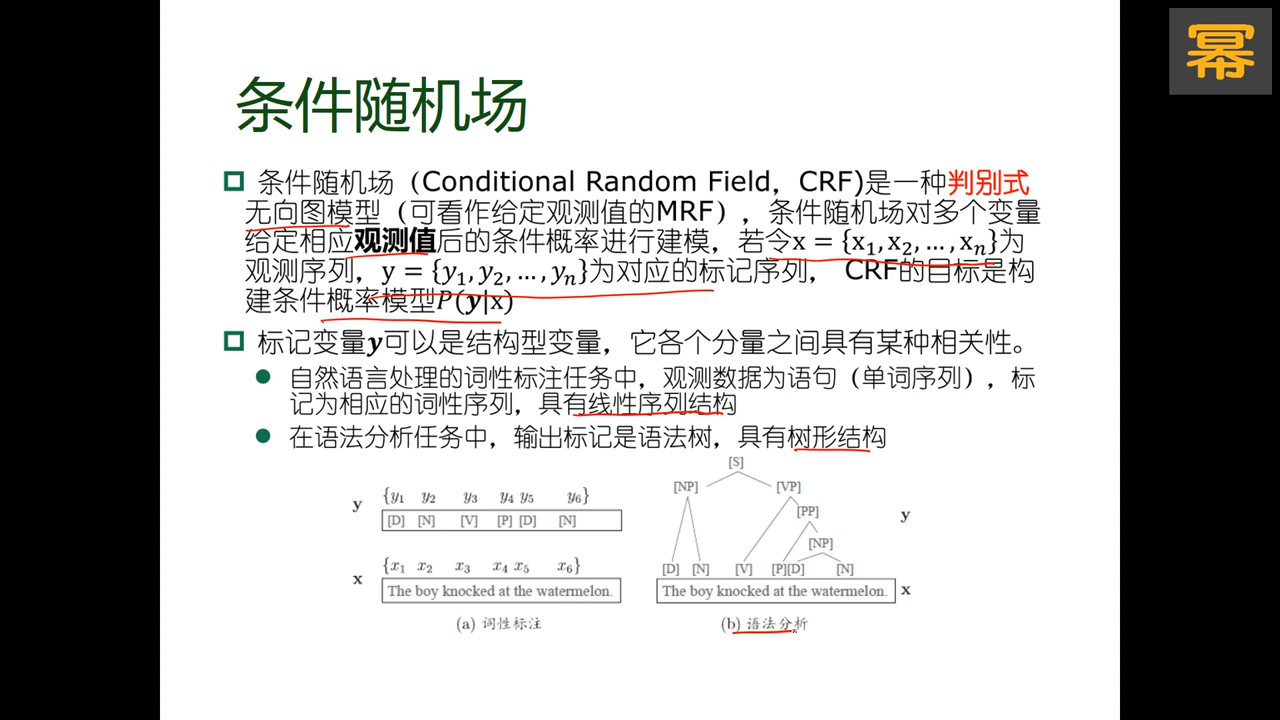 幂
条件随机场
条件随机场（Conditional Random Field，CRF)是一种判别式
无向图模型（可看作给定观测值的MRF），条件随机场对多个变量
给定相应观测值后的条件概率进行建模，若令x = {x₁, x₂, …, xₙ}为
观测序列，y = {y₁, y₂, …, yₙ}为对应的标记序列， CRF的目标是构
建条件概率模型P(y|x)
标记变量y可以是结构型变量，它各个分量之间具有某种相关性。
自然语言处理的词性标注任务中，观测数据为语句（单词序列），标
记为相应的词性序列，具有线性序列结构
在语法分析任务中，输出标记是语法树，具有树形结构
y {y₁ y₂ y₃ y₄ y₅ y₆}
[D] [N] [V] [P] [D] [N]
x {x₁ x₂ x₃ x₄ x₅ x₆}
The boy knocked at the watermelon.
(a) 词性标注
[S]
[NP] [VP]
[PP]
y
[NP]
[D] [N] [V] [P][D] [N]
The boy knocked at the watermelon. x
(b) 语法分析